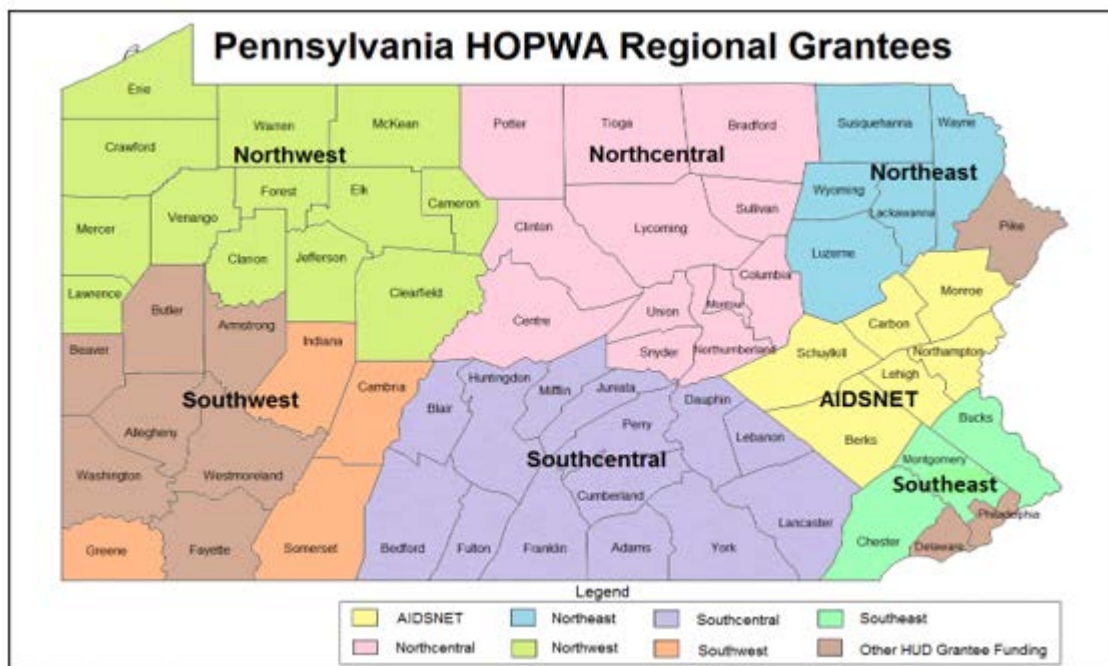 Pennsylvania HOPWA Regional Grantees
Erie
Warren
McKean
Potter
Tioga
Bradford
Susquehanna
Wayne
Crawford
Northwest
Northcentral
Northeast
Forest
Elk
Cameron
Wyoming
Lackawanna
Mercer
Venango
Sullivan
Pike
Clinton
Lycoming
Clarion
Jefferson
Luzerne
Columbia
Lawrence
Clearfield
Monroe
Butler
Armstrong
Centre
Union
Montour
Carbon
Beaver
Indiana
Snyder
Northumberland
Schuylkill
Northampton
Lehigh
Cambria
Huntingdon
Mifflin
Juniata
Dauphin
Southwest
Blair
AIDSNET
Bucks
Allegheny
Perry
Lebanon
Berks
Southcentral
Montgomery
Washington
Westmoreland
Southeast
Cumberland
Lancaster
Philadelphia
Greene
Fayette
Somerset
Bedford
Fulton
Franklin
Adams
York
Chester
Delaware
Legend
AIDSNET
Northeast
Southcentral
Southeast
Northcentral
Northwest
Southwest
Other HUD Grantee Funding